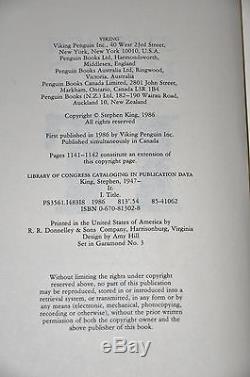 VIKING
Viking Penguin Inc., 40 West 23rd Street,
New York, New York 10010, U.S.A.
Penguin Books Ltd, Harmondsworth,
Middlesex, England
Penguin Books Australia Ltd, Ringwood,
Victoria, Australia
Penguin Books Canada Limited, 2801 John Street,
Markham, Ontario, Canada L3R 1B4
Penguin Books (N.Z.) Ltd, 182–190 Wairau Road,
Auckland 10, New Zealand
Copyright © Stephen King, 1986
All rights reserved
First published in 1986 by Viking Penguin Inc.
Published simultaneously in Canada
Pages 1141–1142 constitute an extension of
this copyright page.
LIBRARY OF CONGRESS CATALOGING IN PUBLICATION DATA
King, Stephen, 1947–
It.
I. Title.
PS3561.I483I8 1986 813'.54 85-41062
ISBN 0-670-81302-8
Printed in the United States of America by
R. R. Donnelley & Sons Company, Harrisonburg, Virginia
Design by Amy Hill
Set in Garamond No. 3
Without limiting the rights under copyright
reserved above, no part of this publication
may be reproduced, stored in or introduced into a
retrieval system, or transmitted, in any form or
by any means (electronic, mechanical, photocopying,
recording or otherwise), without the prior written
permission of both the copyright owner and the
above publisher of this book.